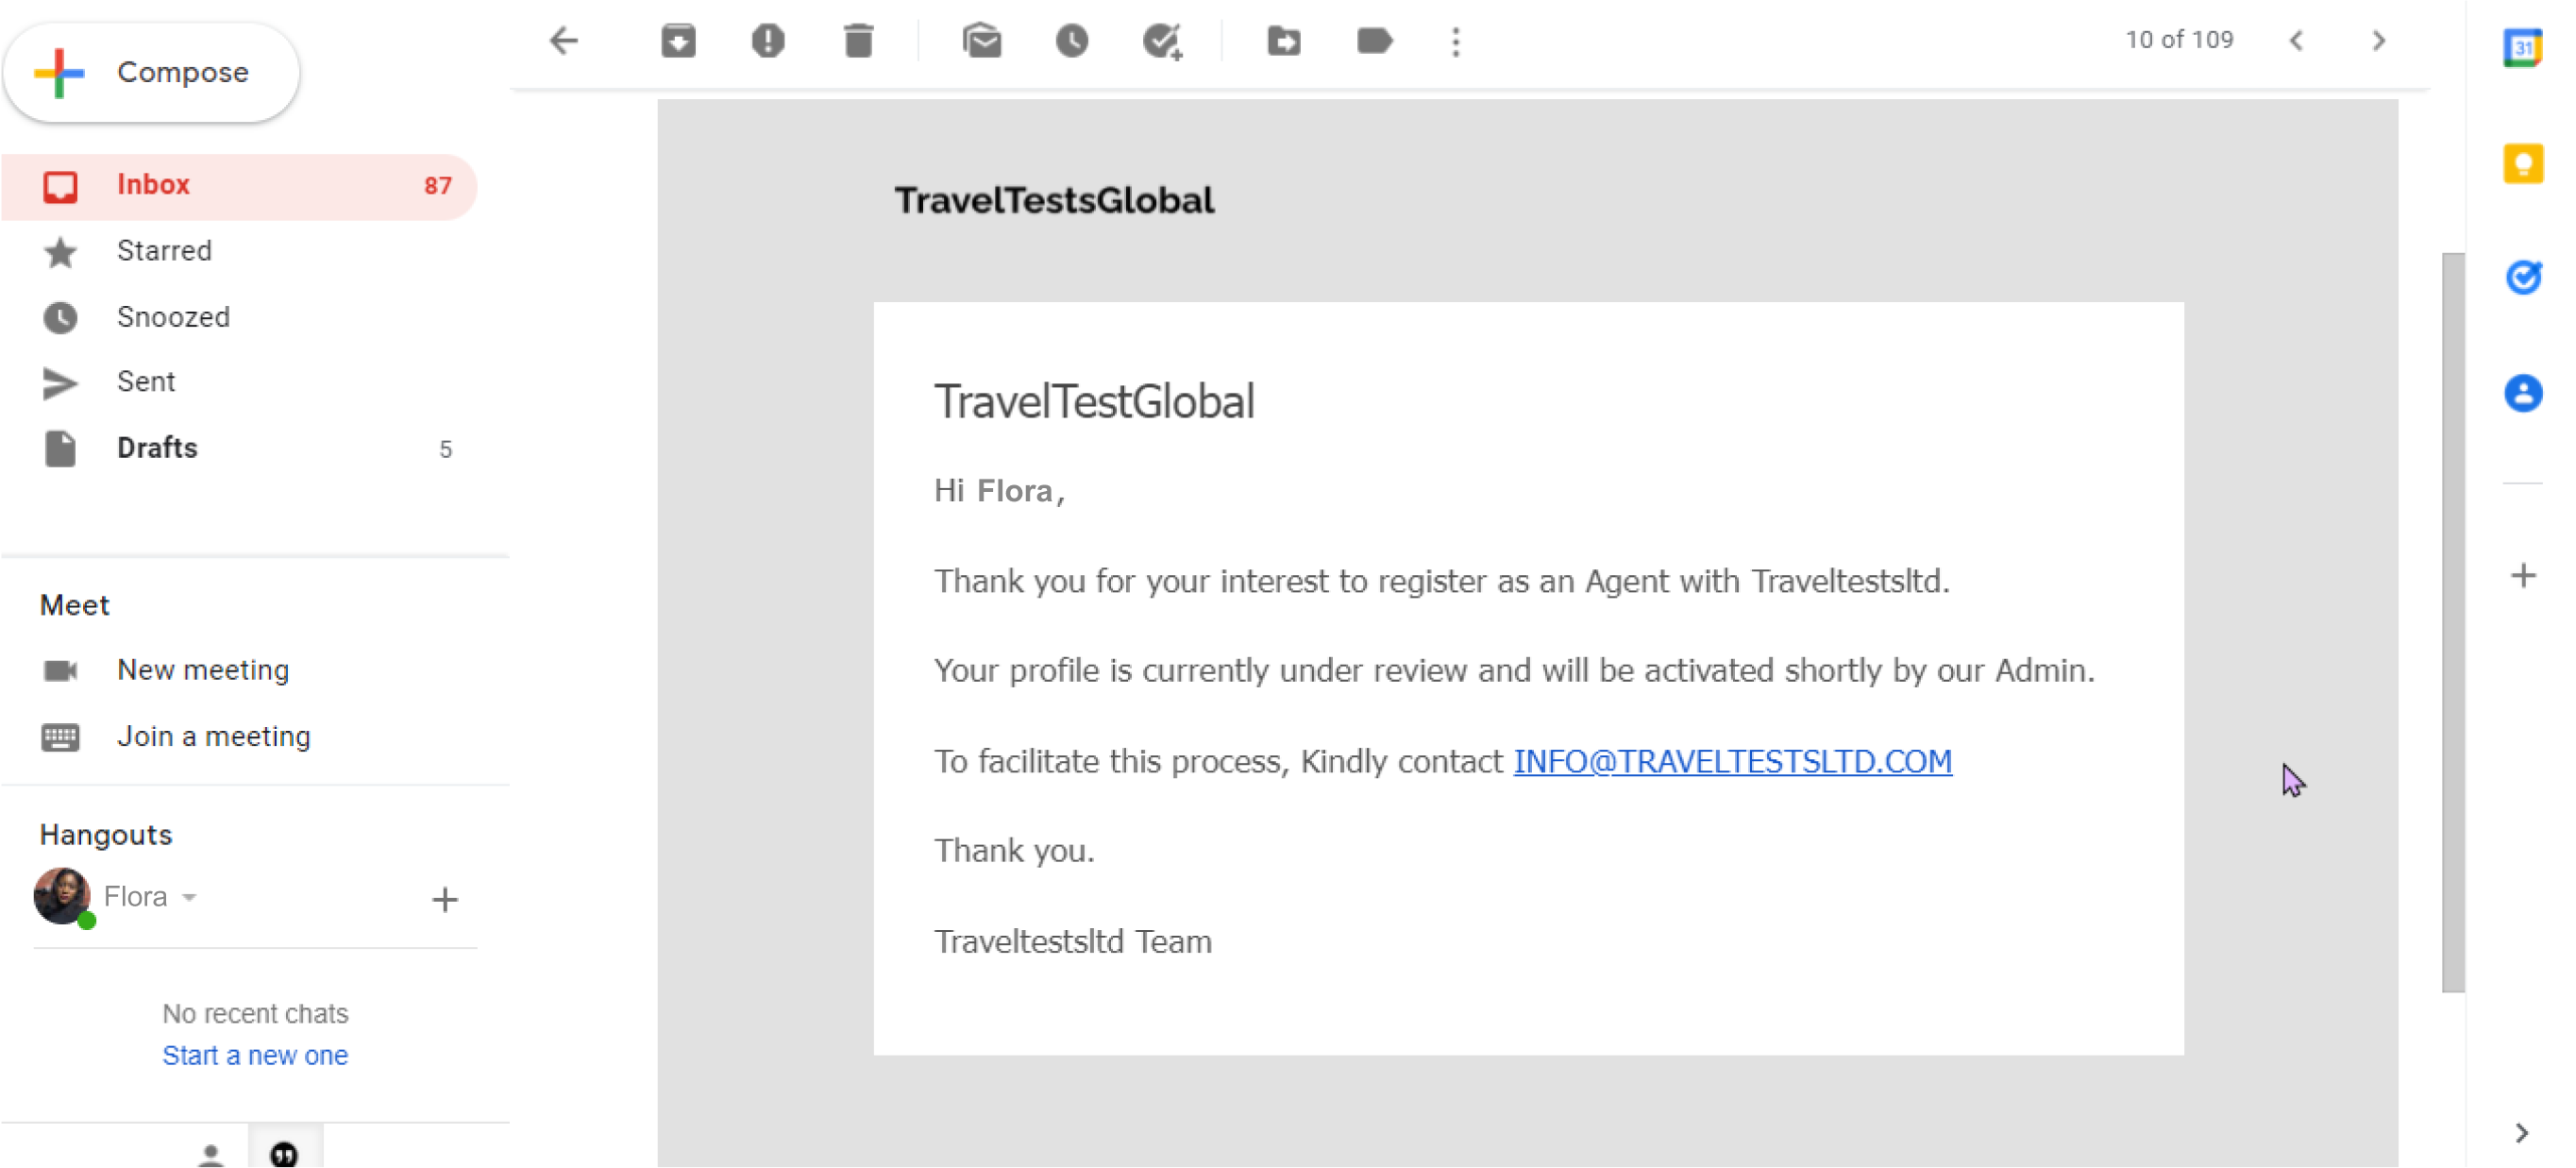 Compose
10 of 109
31
Inbox 87
Starred
Snoozed
Sent
Drafts 5
Meet
New meeting
Join a meeting
Hangouts
Flora
No recent chats
Start a new one
TravelTestsGlobal
TravelTestGlobal
Hi Flora,
Thank you for your interest to register as an Agent with Traveltestsltd.
Your profile is currently under review and will be activated shortly by our Admin.
To facilitate this process, Kindly contact INFO@TRAVELTESTSLTD.COM
Thank you.
Traveltestsltd Team